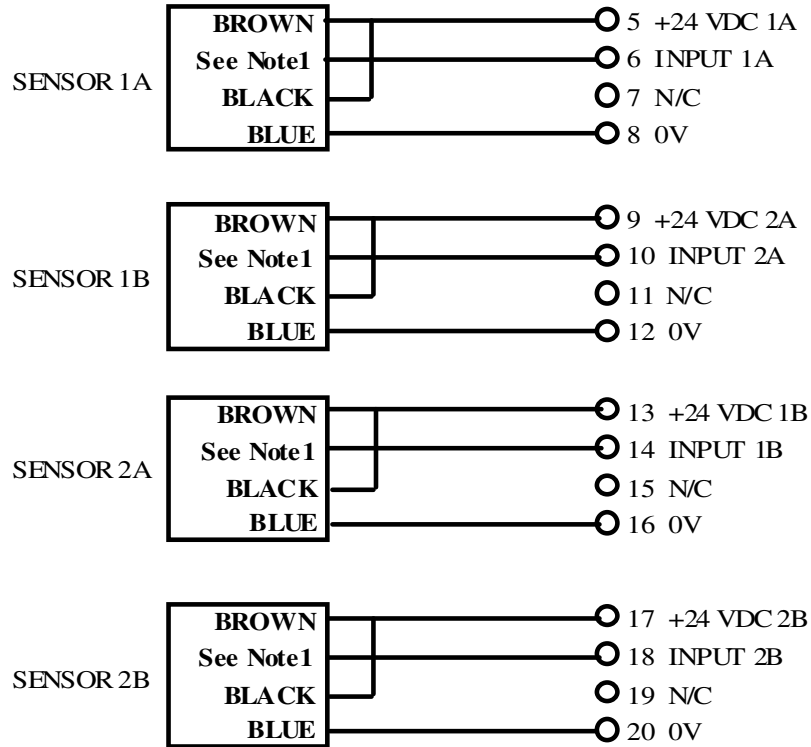 BROWN 5 +24 VDC 1A
See Note1 6 INPUT 1A
SENSOR 1A
BLACK 7 N/C
BLUE 8 0V
BROWN 9 +24 VDC 2A
See Note1 10 INPUT 2A
SENSOR 1B
BLACK 11 N/C
BLUE 12 0V
BROWN 13 +24 VDC 1B
See Note1 14 INPUT 1B
SENSOR 2A
BLACK 15 N/C
BLUE 16 0V
BROWN 17 +24 VDC 2B
See Note1 18 INPUT 2B
SENSOR 2B
BLACK 19 N/C
BLUE 20 0V